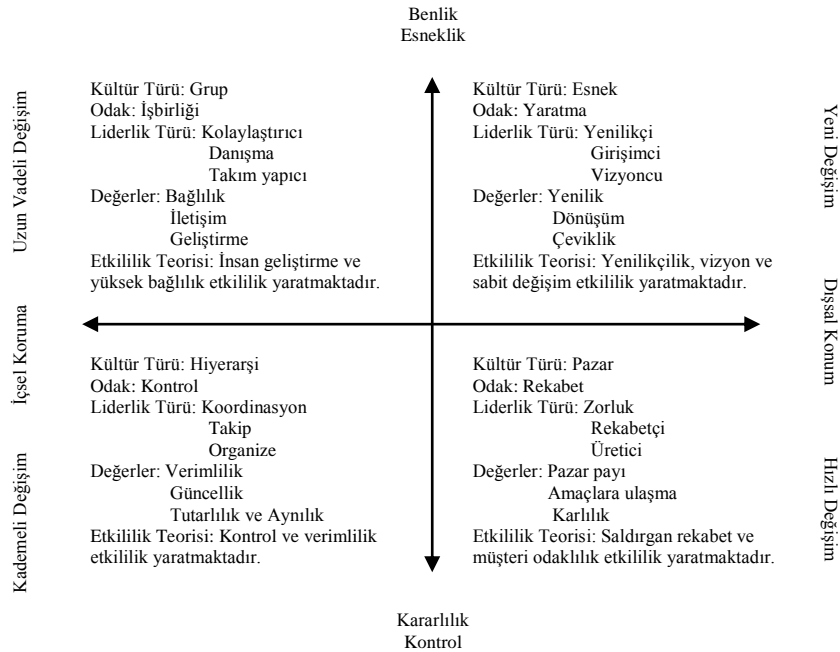 Benlik
Esneklik
Uzun Vadeli Değişim
Kültür Türü: Grup
Odak: İşbirliği
Liderlik Türü: Kolaylaştırıcı
Danışma
Takım yapıcı
Değerler: Bağlılık
İletişim
Geliştirme
Etkililik Teorisi: İnsan geliştirme ve
yüksek bağlılık etkililik yaratmaktadır.
Kültür Türü: Esnek
Odak: Yaratma
Liderlik Türü: Yenilikçi
Girişimci
Vizyoncu
Değerler: Yenilik
Dönüşüm
Çeviklik
Etkililik Teorisi: Yenilikçilik, vizyon ve
sabit değişim etkililik yaratmaktadır.
Yeni Değişim
İçsel Koruma
Dışsal Konum
Kademeli Değişim
Kültür Türü: Hiyerarşi
Odak: Kontrol
Liderlik Türü: Koordinasyon
Takip
Organize
Değerler: Verimlilik
Güncellik
Tutarlılık ve Aynılık
Etkililik Teorisi: Kontrol ve verimlilik
etkililik yaratmaktadır.
Kültür Türü: Pazar
Odak: Rekabet
Liderlik Türü: Zorluk
Rekabetçi
Üretici
Değerler: Pazar payı
Amaçlara ulaşma
Karlılık
Etkililik Teorisi: Saldırgan rekabet ve
müşteri odaklılık etkililik yaratmaktadır.
Hızlı Değişim
Kararlılık
Kontrol